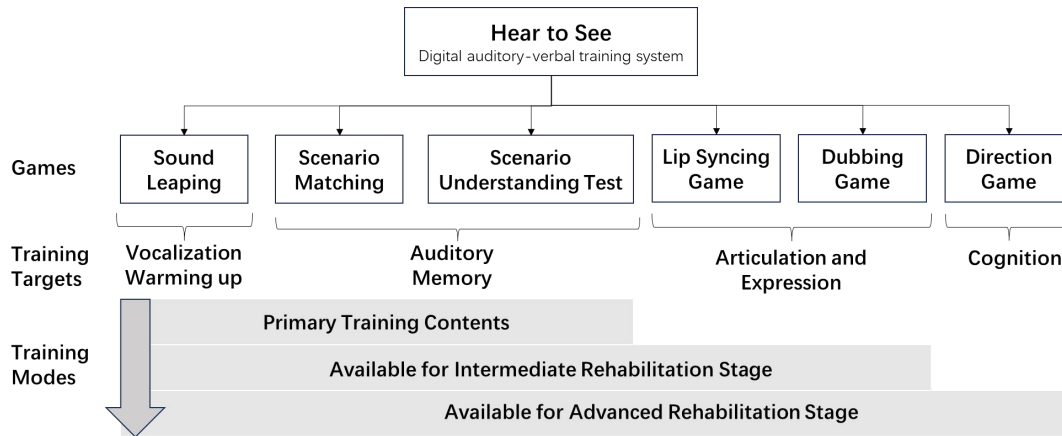 Hear to See
Digital auditory-verbal training system
Games
Sound
Leaping
Scenario
Matching
Scenario
Understanding Test
Lip Syncing
Game
Dubbing
Game
Direction
Game
Training
Targets
Vocalization
Warming up
Auditory
Memory
Articulation and
Expression
Cognition
Training
Modes
Primary Training Contents
Available for Intermediate Rehabilitation Stage
Available for Advanced Rehabilitation Stage